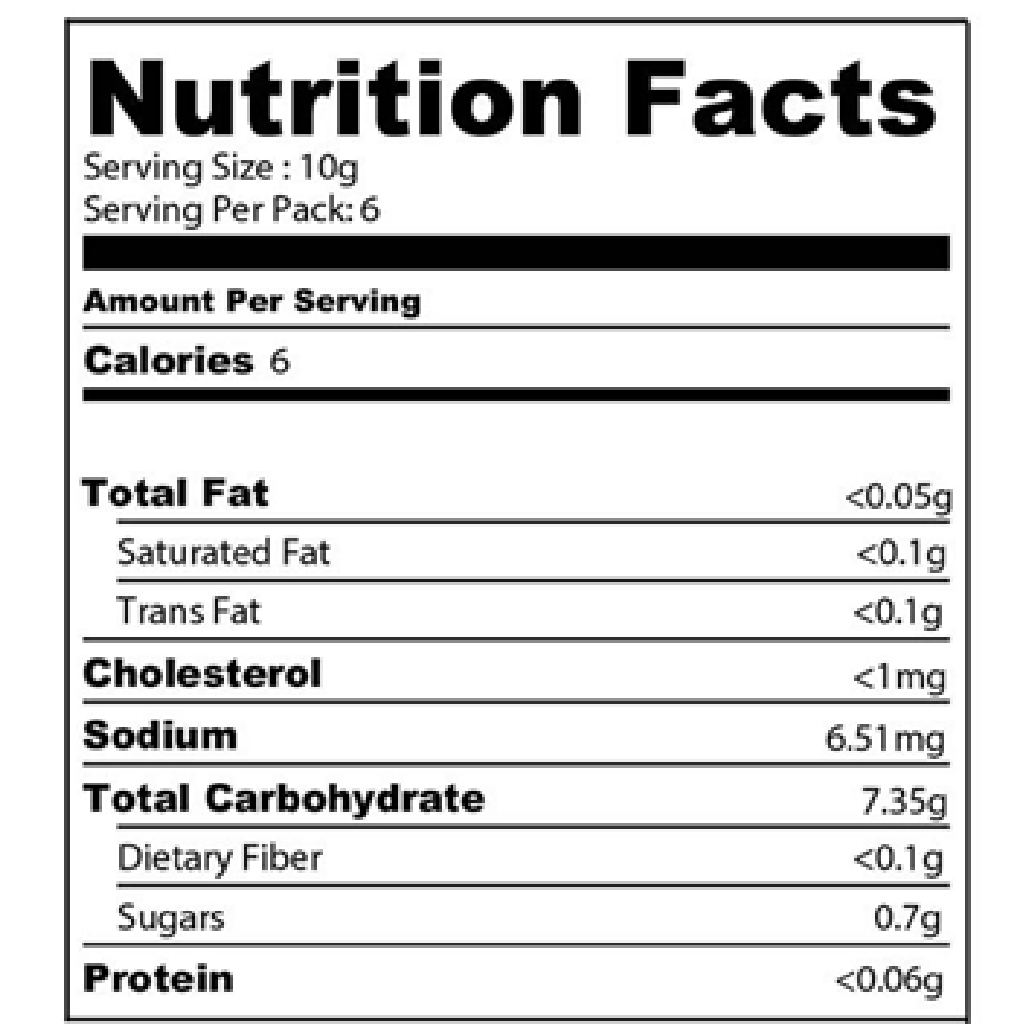 Nutrition Facts
Serving Size : 10g
Serving Per Pack: 6
Amount Per Serving
Calories 6
Total Fat <0.05g
Saturated Fat <0.1g
Trans Fat <0.1g
Cholesterol <1mg
Sodium 6.51mg
Total Carbohydrate 7.35g
Dietary Fiber <0.1g
Sugars 0.7g
Protein <0.06g